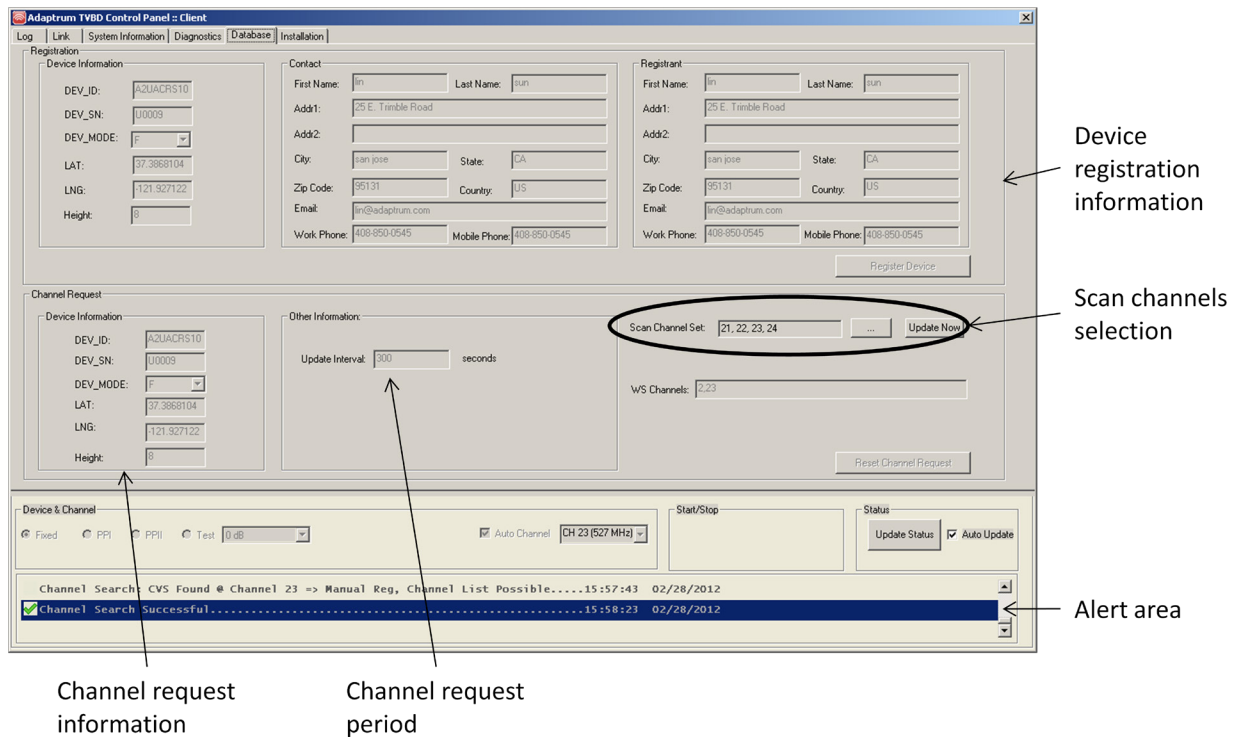 Adaptrum TVBD Control Panel :: Client
Log Link System Information Diagnostics Database Installation
Registration
Device Information
DEV_ID: A2UACRS10
DEV_SN: U0009
DEV_MODE: F
LAT: 37.3868104
LNG: -121.927122
Height: 8
Contact
First Name: lin Last Name: sun
Addr1: 25 E. Trimble Road
Addr2:
City: san jose State: CA
Zip Code: 95131 Country: US
Email: lin@adaptrum.com
Work Phone: 408-850-0545 Mobile Phone: 408-850-0545
Registrant
First Name: lin Last Name: sun
Addr1: 25 E. Trimble Road
Addr2:
City: san jose State: CA
Zip Code: 95131 Country: US
Email: lin@adaptrum.com
Work Phone: 408-850-0545 Mobile Phone: 408-850-0545
Register Device
Device
registration
information
Channel Request
Device Information
DEV_ID: A2UACRS10
DEV_SN: U0009
DEV_MODE: F
LAT: 37.3868104
LNG: -121.927122
Height: 8
Other Information:
Update Interval: 300 seconds
Scan Channel Set: 21, 22, 23, 24 ... Update Now
WS Channels: 2,23
Reset Channel Request
Scan channels
selection
Device & Channel
Fixed PPI PPII Test 0 dB Auto Channel CH 23 (527 MHz)
Start/Stop
Status
Update Status Auto Update
Channel Search: CVS Found @ Channel 23 => Manual Reg, Channel List Possible.....15:57:43 02/28/2012
Channel Search Successful...................................................15:58:23 02/28/2012
Alert area
Channel request
information
Channel request
period